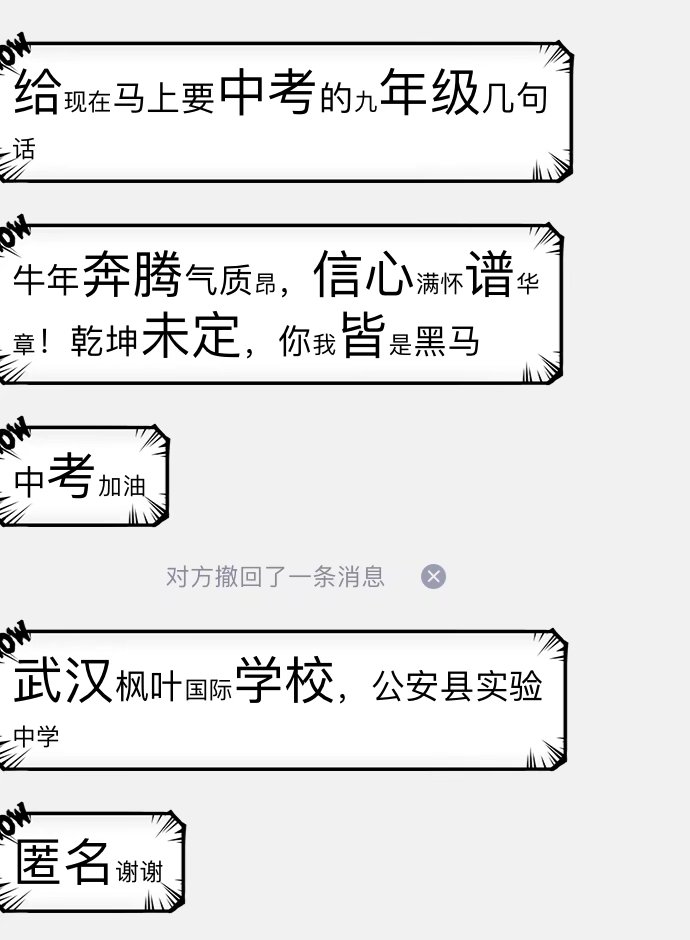 给现在马上要中考的九年级几句
话
牛年奔腾气质昂，信心满怀谱华
章！乾坤未定，你我皆是黑马
中考加油
对方撤回了一条消息
武汉枫叶国际学校，公安县实验
中学
匿名谢谢